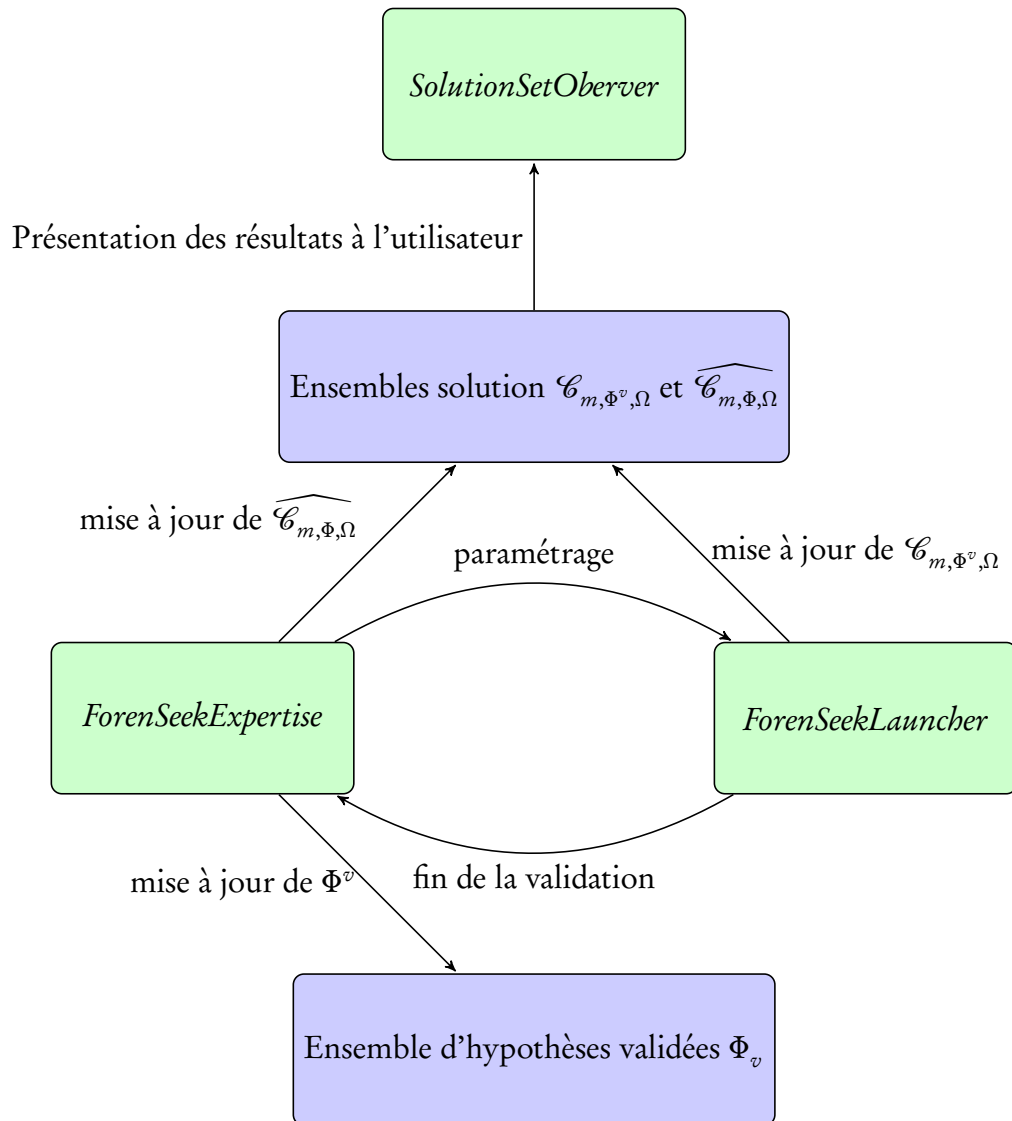 SolutionSetOberver
Présentation des résultats à l'utilisateur
Ensembles solution 𝒞_{m,Φ^v,Ω} et \widehat{𝒞_{m,Φ,Ω}}
mise à jour de \widehat{𝒞_{m,Φ,Ω}}
mise à jour de 𝒞_{m,Φ^v,Ω}
paramétrage
ForenSeekExpertise
ForenSeekLauncher
mise à jour de Φ^v
fin de la validation
Ensemble d'hypothèses validées Φ_v